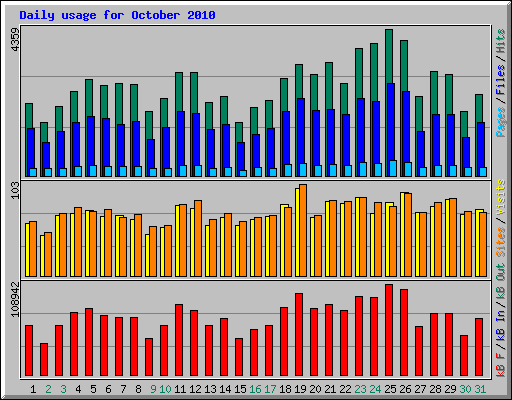 Daily usage for October 2010
4359
Pages / Files / Hits
103
Sites / Visits
108942
kB F / kB In / kB Out
1 2 3 4 5 6 7 8 9 10 11 12 13 14 15 16 17 18 19 20 21 22 23 24 25 26 27 28 29 30 31